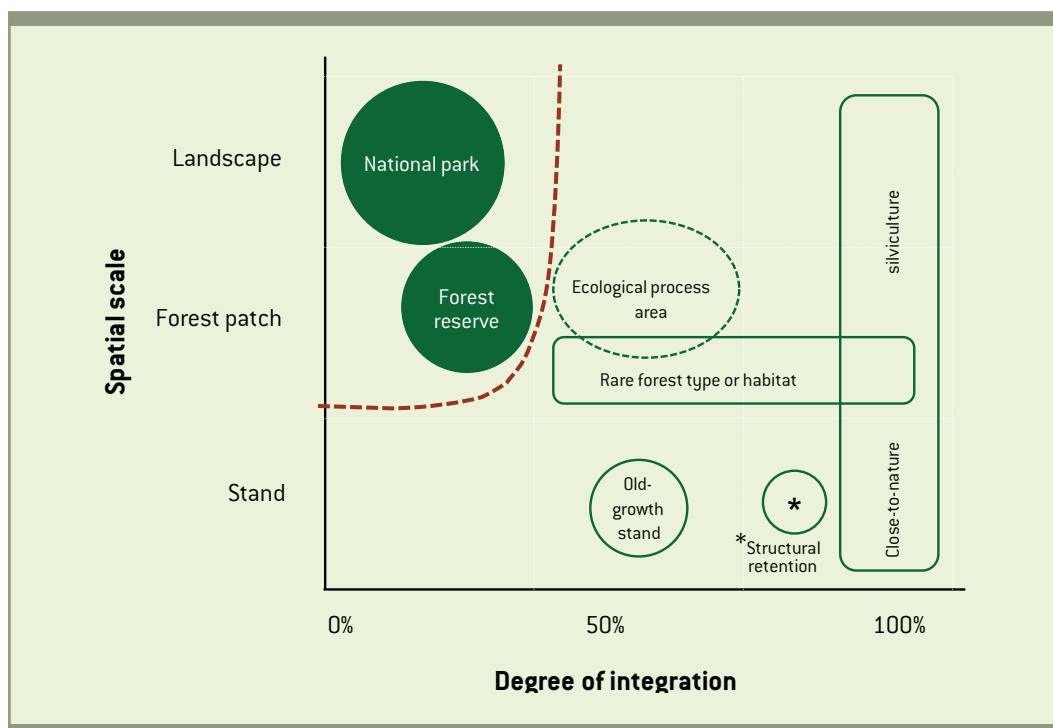 Spatial scale
Landscape
Forest patch
Stand
National park
Forest
reserve
Ecological process
area
Rare forest type or habitat
Old-
growth
stand
*
*Structural
retention
silviculture
Close-to-nature
0%
50%
100%
Degree of integration